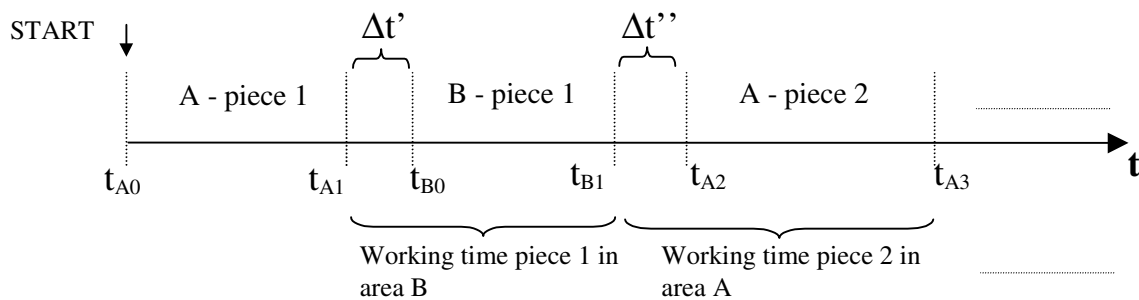 START
Δt’
Δt’’
A - piece 1
B - piece 1
A - piece 2
t
tA0
tA1
tB0
tB1
tA2
tA3
Working time piece 1 in
area B
Working time piece 2 in
area A